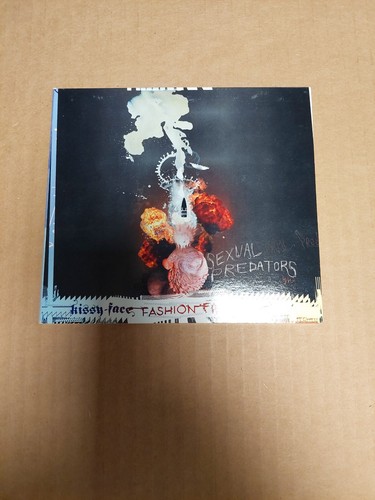 SEXUAL
PREDATORS
kissy-face FASHION